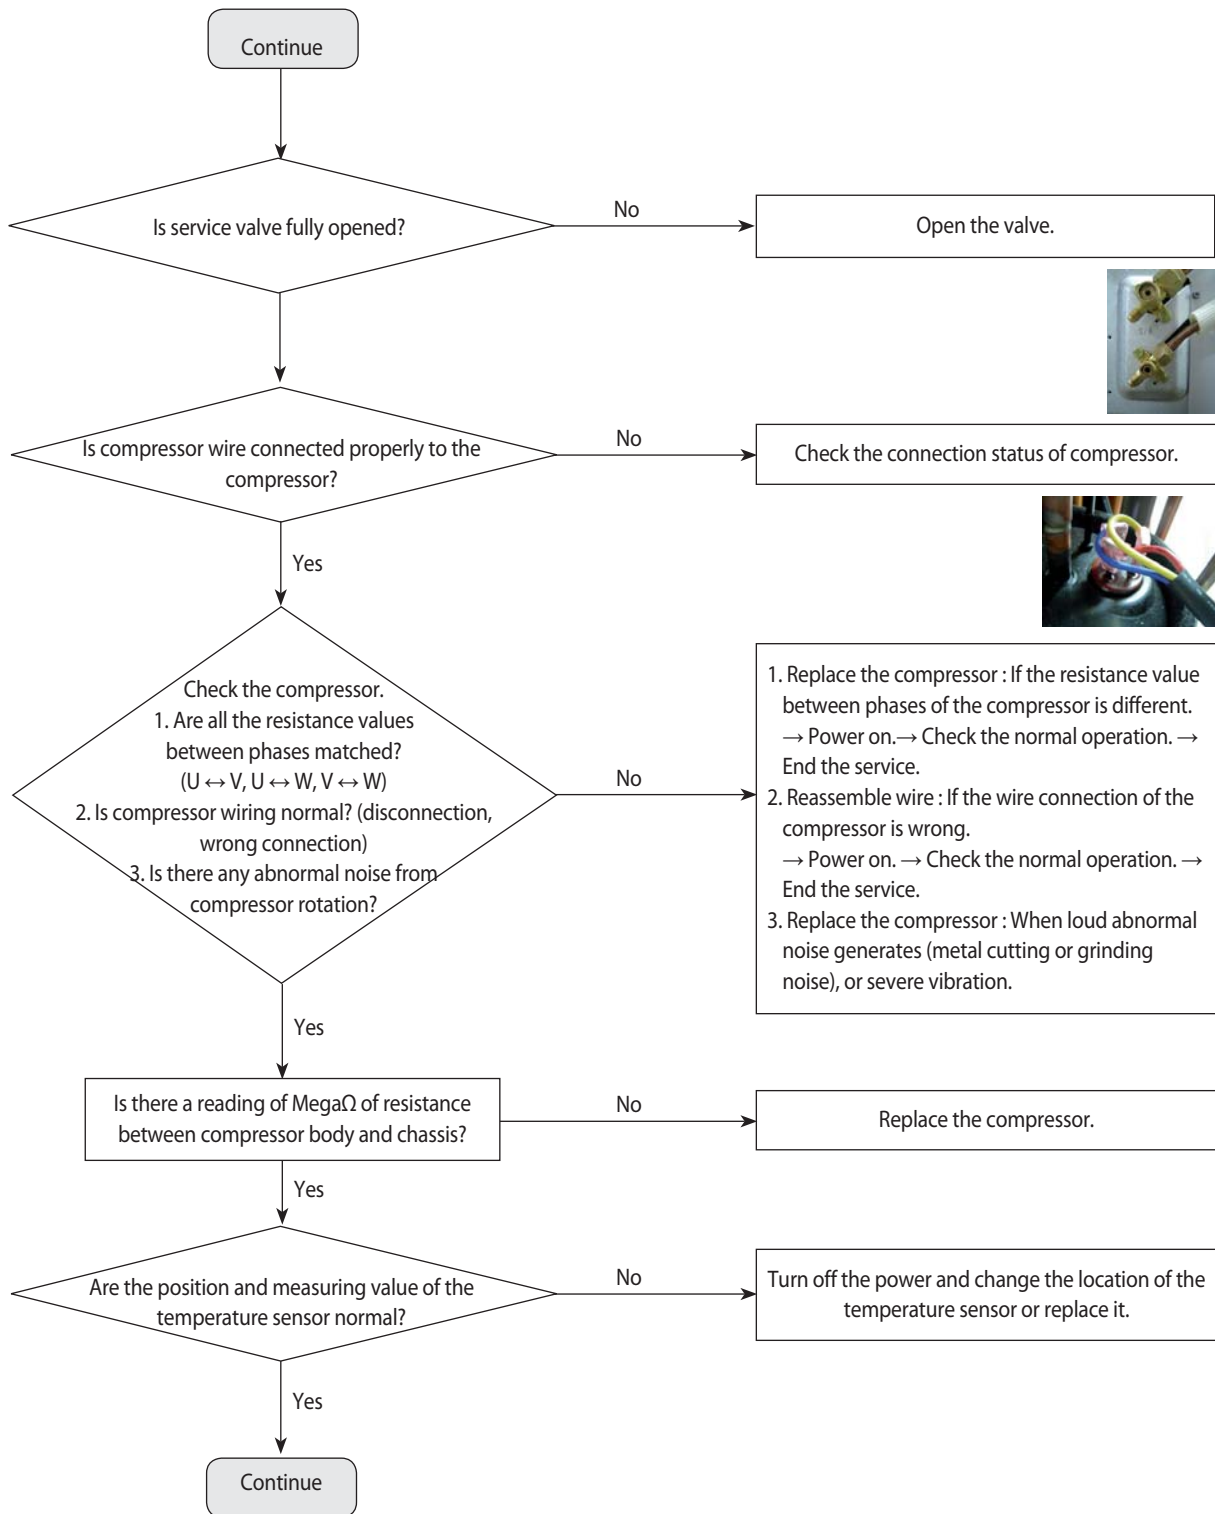 Continue
Is service valve fully opened?
No
Open the valve.
Is compressor wire connected properly to the
compressor?
No
Check the connection status of compressor.
Yes
Check the compressor.
1. Are all the resistance values
between phases matched?
(U ↔ V, U ↔ W, V ↔ W)
2. Is compressor wiring normal? (disconnection,
wrong connection)
3. Is there any abnormal noise from
compressor rotation?
No
1. Replace the compressor : If the resistance value
between phases of the compressor is different.
→ Power on.→ Check the normal operation. →
End the service.
2. Reassemble wire : If the wire connection of the
compressor is wrong.
→ Power on. → Check the normal operation. →
End the service.
3. Replace the compressor : When loud abnormal
noise generates (metal cutting or grinding
noise), or severe vibration.
Yes
Is there a reading of MegaΩ of resistance
between compressor body and chassis?
No
Replace the compressor.
Yes
Are the position and measuring value of the
temperature sensor normal?
No
Turn off the power and change the location of the
temperature sensor or replace it.
Yes
Continue